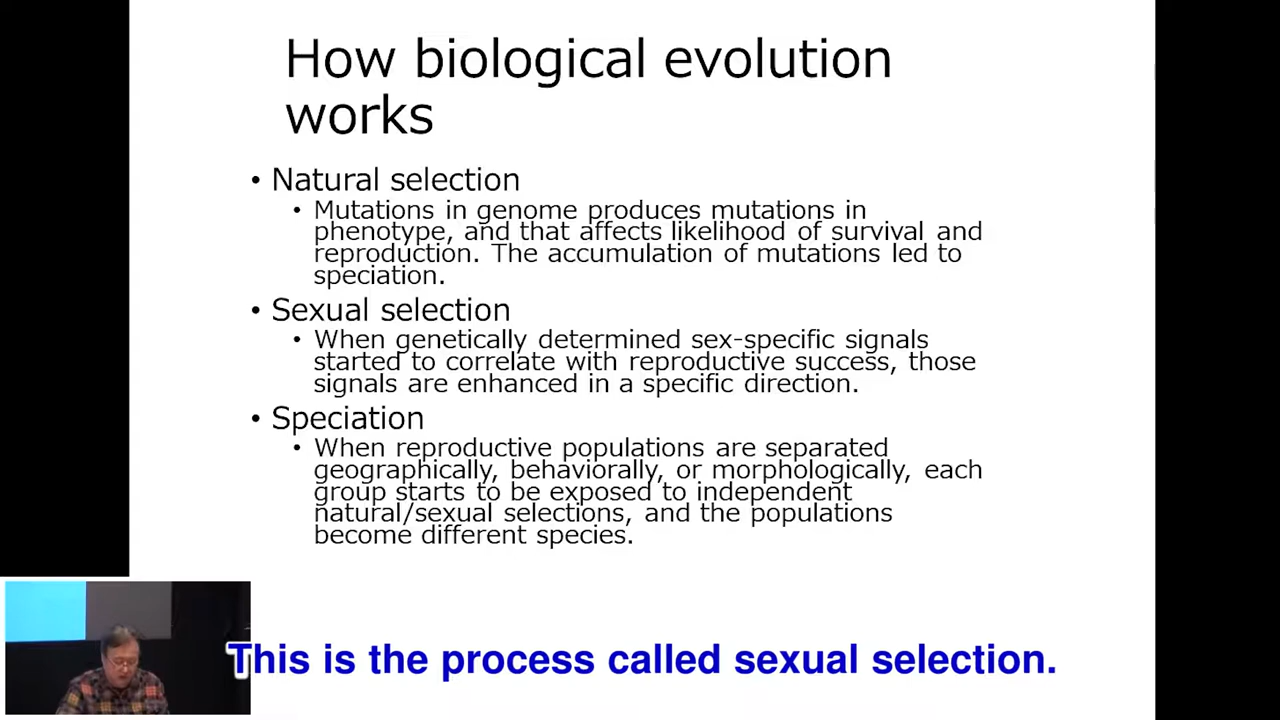 How biological evolution
works
• Natural selection
• Mutations in genome produces mutations in
phenotype, and that affects likelihood of survival and
reproduction. The accumulation of mutations led to
speciation.
• Sexual selection
• When genetically determined sex-specific signals
started to correlate with reproductive success, those
signals are enhanced in a specific direction.
• Speciation
• When reproductive populations are separated
geographically, behaviorally, or morphologically, each
group starts to be exposed to independent
natural/sexual selections, and the populations
become different species.
This is the process called sexual selection.